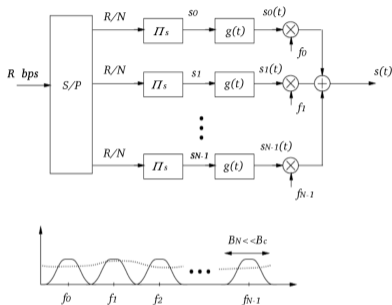 R/N s0 s0(t)
Πs g(t)
f0
R bps S/P R/N s1 s1(t) s(t)
Πs g(t)
f1
R/N sN-1 sN-1(t)
Πs g(t)
fN-1
BN<<Bc
f0 f1 f2 fN-1